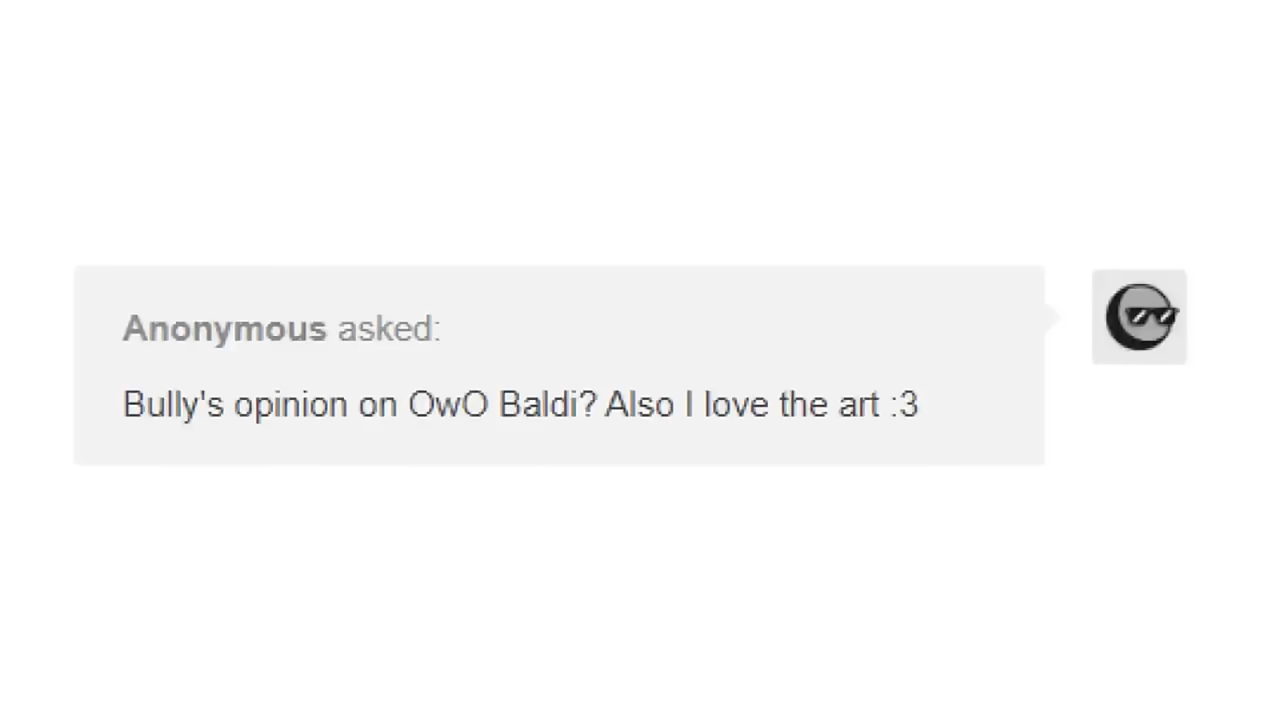 Anonymous asked:
Bully's opinion on OwO Baldi? Also I love the art :3